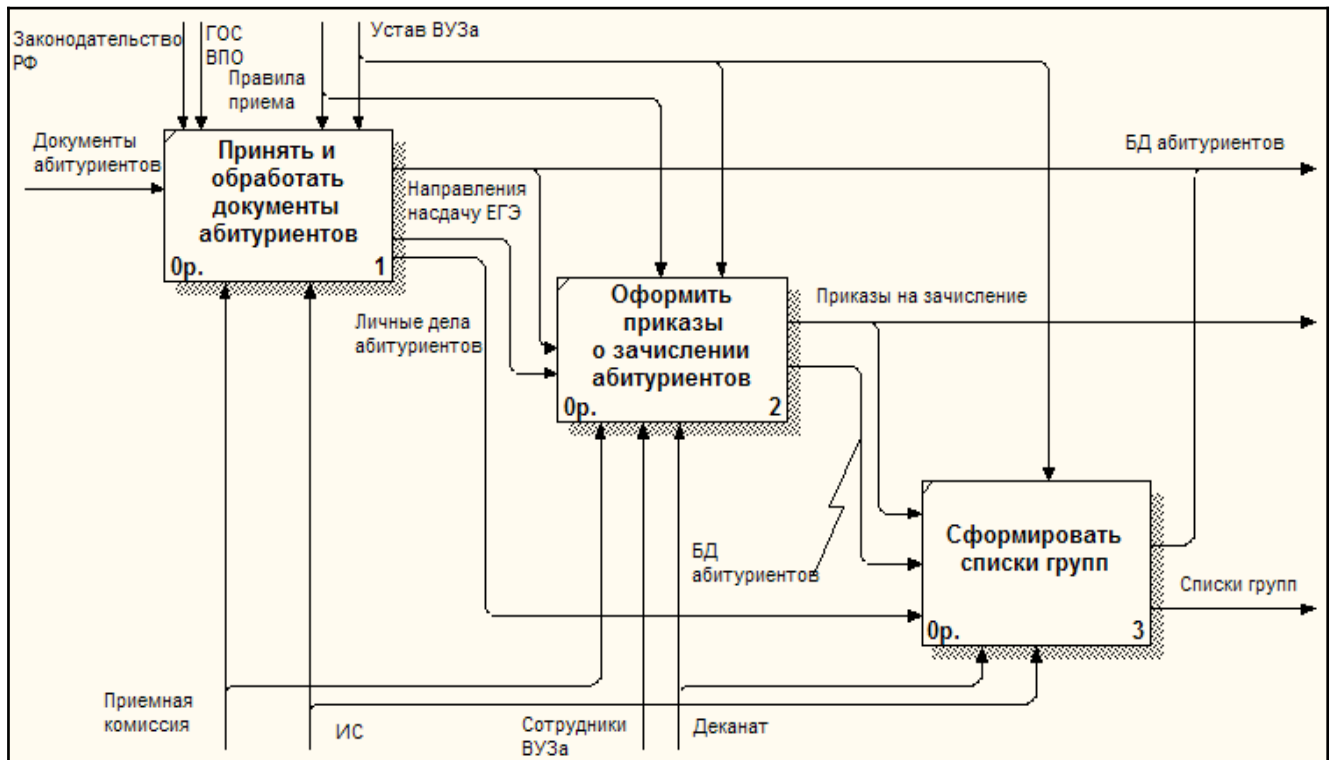 Законодательство
РФ
ГОС
ВПО
Устав ВУЗа
Правила
приема
Документы
абитуриентов
Принять и
обработать
документы
абитуриентов
0р.
1
БД абитуриентов
Направления
насдачу ЕГЭ
Оформить
приказы
о зачислении
абитуриентов
0р.
2
Приказы на зачисление
Личные дела
абитуриентов
БД
абитуриентов
Сформировать
списки групп
0р.
3
Списки групп
Приемная
комиссия
ИС
Сотрудники
ВУЗа
Деканат